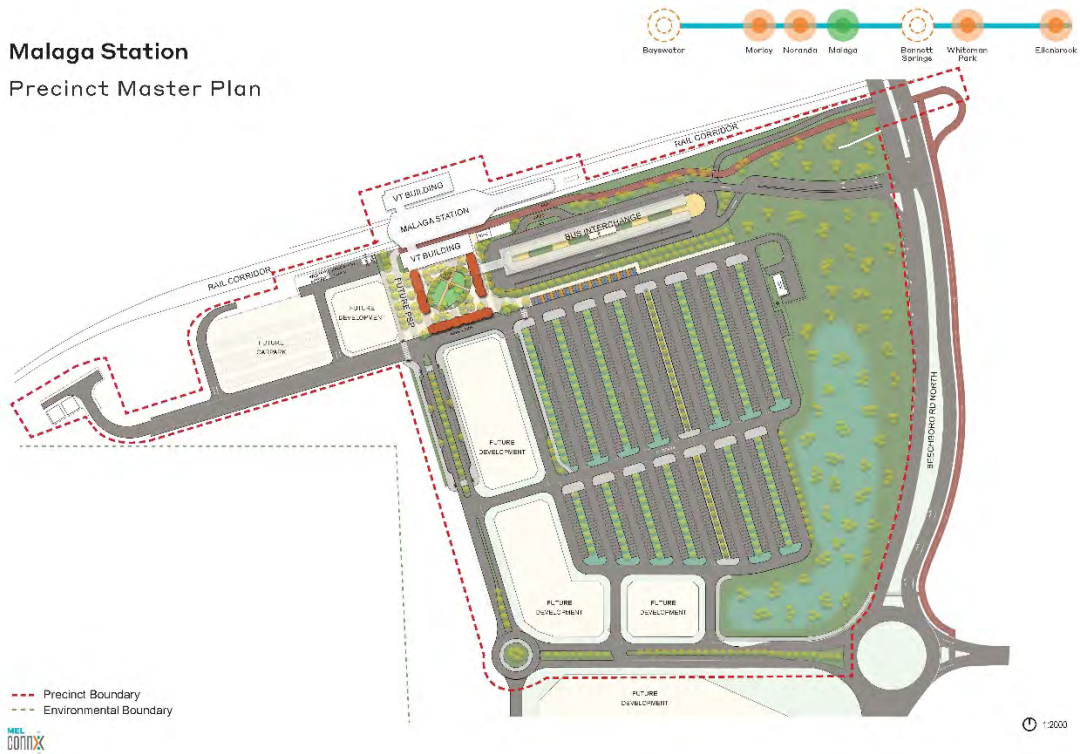 Malaga Station
Precinct Master Plan
Bayswater
Morley
Noranda
Malaga
Bennett
Springs
Whiteman
Park
Ellenbrook
RAIL CORRIDOR
VT BUILDING
MALAGA STATION
BUS INTERCHANGE
VT BUILDING
RAIL CORRIDOR
FUTURE PSP
FUTURE
DEVELOPMENT
FUTURE
CARPARK
BEECHBORO RD NORTH
FUTURE
DEVELOPMENT
FUTURE
DEVELOPMENT
FUTURE
DEVELOPMENT
FUTURE
DEVELOPMENT
Precinct Boundary
Environmental Boundary
MEL
connx
1:2000